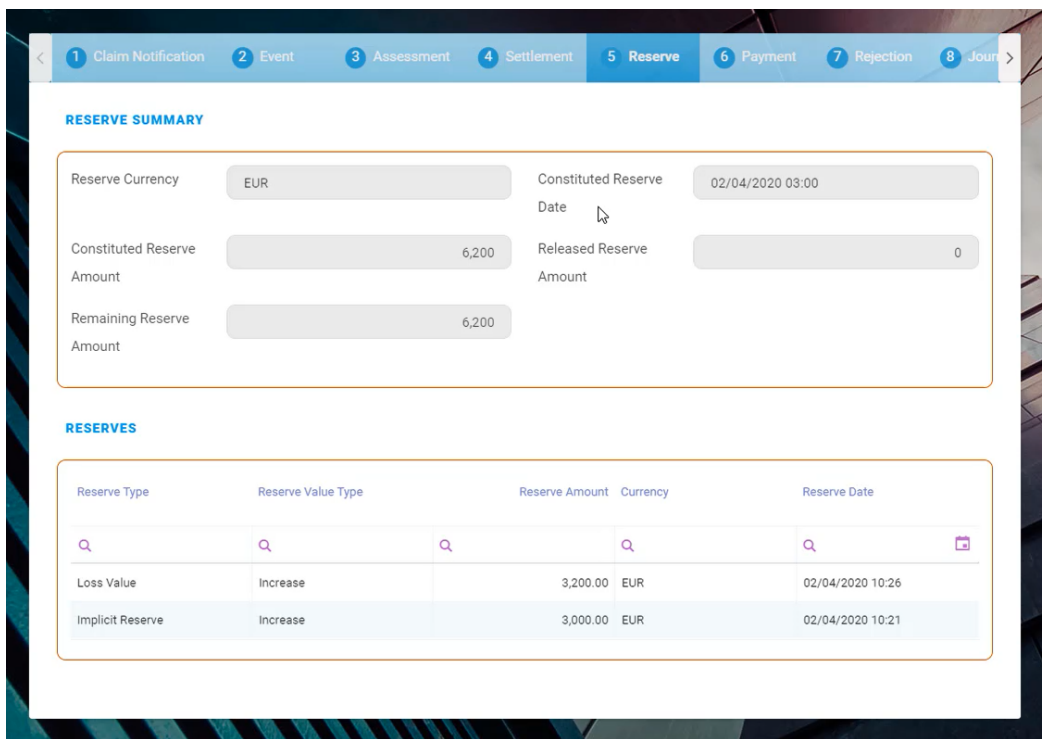 1 Claim Notification 2 Event 3 Assessment 4 Settlement 5 Reserve 6 Payment 7 Rejection 8 Journ
RESERVE SUMMARY
Reserve Currency EUR Constituted Reserve Date 02/04/2020 03:00
Constituted Reserve Amount 6,200 Released Reserve Amount 0
Remaining Reserve Amount 6,200
RESERVES
Reserve Type Reserve Value Type Reserve Amount Currency Reserve Date
Loss Value Increase 3,200.00 EUR 02/04/2020 10:26
Implicit Reserve Increase 3,000.00 EUR 02/04/2020 10:21